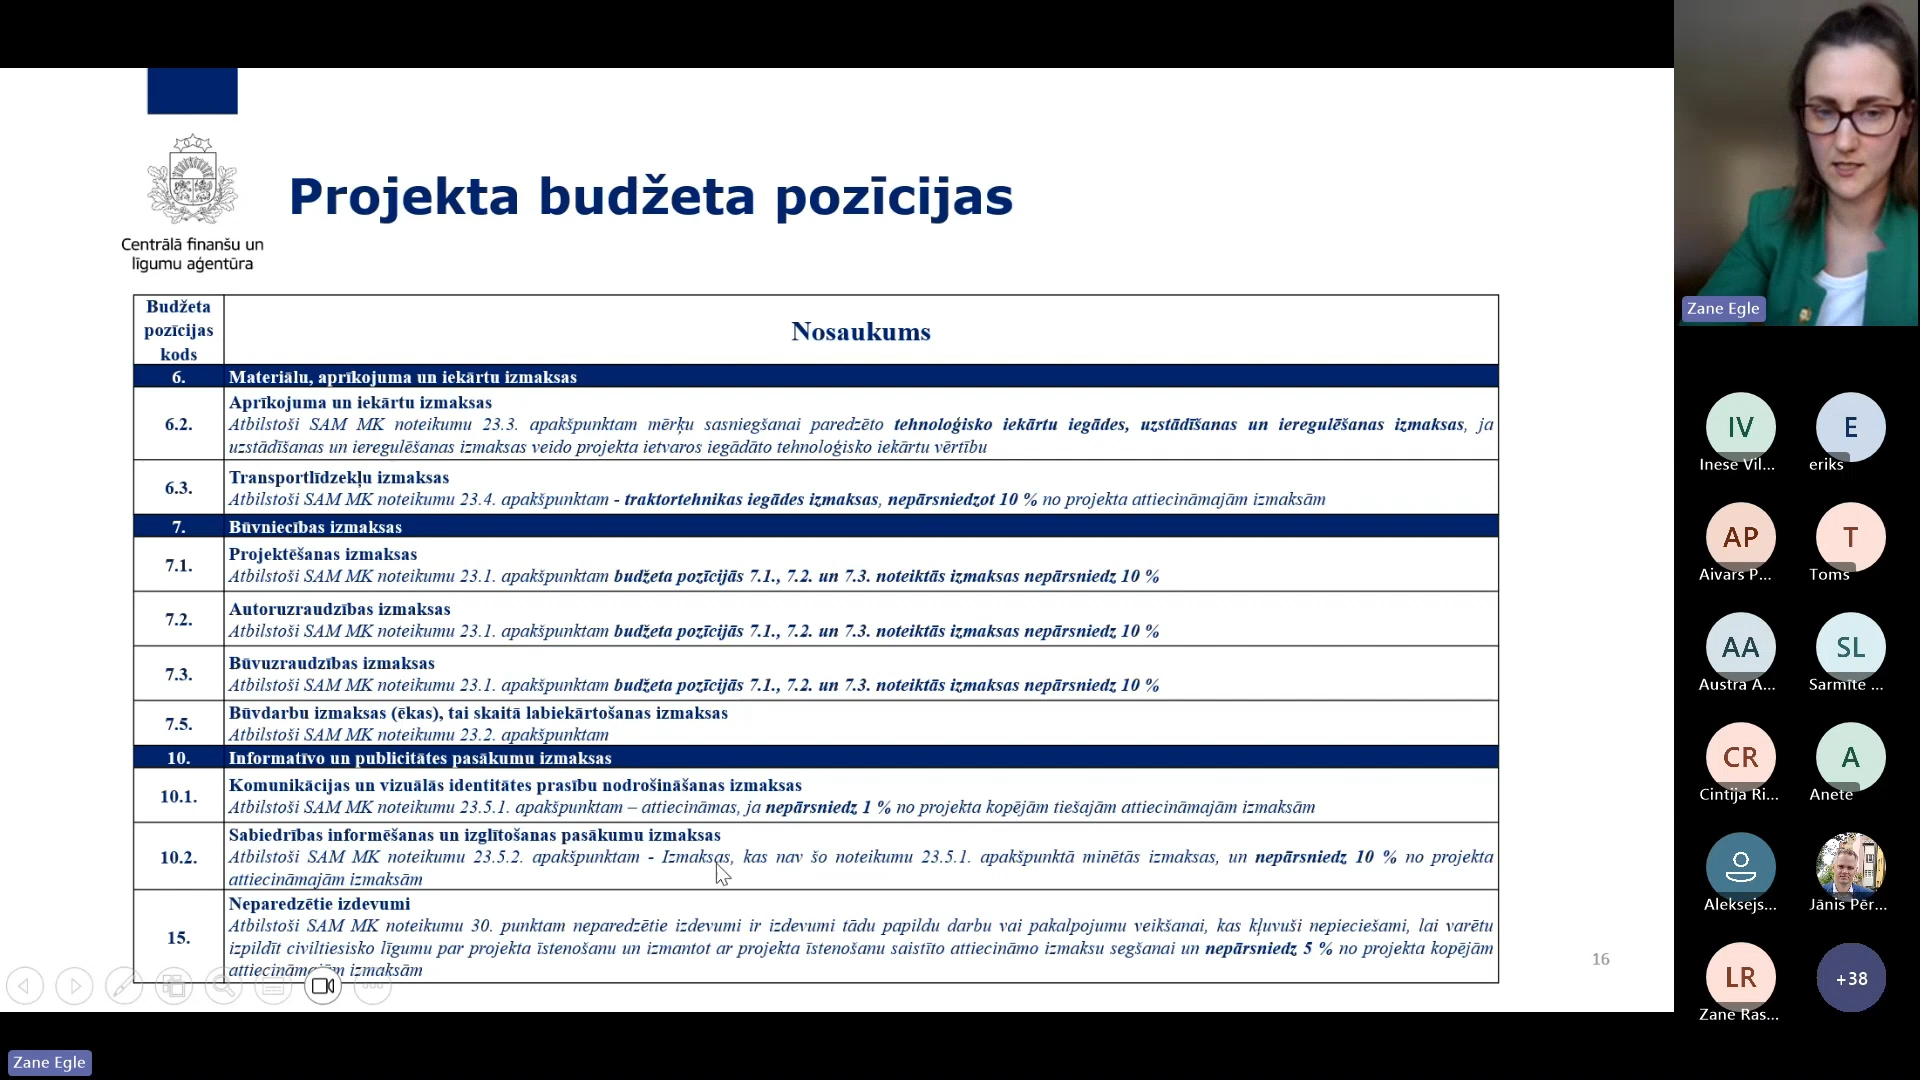 Centrālā finanšu un
līgumu aģentūra
Projekta budžeta pozīcijas
Budžeta
pozīcijas
kods
Nosaukums
6. Materiālu, aprīkojuma un iekārtu izmaksas
6.2.
Aprīkojuma un iekārtu izmaksas
Atbilstoši SAM MK noteikumu 23.3. apakšpunktam mērķu sasniegšanai paredzēto tehnoloģisko iekārtu iegādes, uzstādīšanas un ieregulēšanas izmaksas, ja
uzstādīšanas un ieregulēšanas izmaksas veido projekta ietvaros iegādāto tehnoloģisko iekārtu vērtību
6.3.
Transportlīdzekļu izmaksas
Atbilstoši SAM MK noteikumu 23.4. apakšpunktam - traktortehnikas iegādes izmaksas, nepārsniedzot 10 % no projekta attiecināmajām izmaksām
7. Būvniecības izmaksas
7.1.
Projektēšanas izmaksas
Atbilstoši SAM MK noteikumu 23.1. apakšpunktam budžeta pozīcijās 7.1., 7.2. un 7.3. noteiktās izmaksas nepārsniedz 10 %
7.2.
Autoruzraudzības izmaksas
Atbilstoši SAM MK noteikumu 23.1. apakšpunktam budžeta pozīcijās 7.1., 7.2. un 7.3. noteiktās izmaksas nepārsniedz 10 %
7.3.
Būvuzraudzības izmaksas
Atbilstoši SAM MK noteikumu 23.1. apakšpunktam budžeta pozīcijās 7.1., 7.2. un 7.3. noteiktās izmaksas nepārsniedz 10 %
7.5.
Būvdarbu izmaksas (ēkas), tai skaitā labiekārtošanas izmaksas
Atbilstoši SAM MK noteikumu 23.2. apakšpunktam
10. Informatīvo un publicitātes pasākumu izmaksas
10.1.
Komunikācijas un vizuālās identitātes prasību nodrošināšanas izmaksas
Atbilstoši SAM MK noteikumu 23.5.1. apakšpunktam – attiecināmas, ja nepārsniedz 1 % no projekta kopējām tiešajām attiecināmajām izmaksām
10.2.
Sabiedrības informēšanas un izglītošanas pasākumu izmaksas
Atbilstoši SAM MK noteikumu 23.5.2. apakšpunktam - Izmaksas, kas nav šo noteikumu 23.5.1. apakšpunktā minētās izmaksas, un nepārsniedz 10 % no projekta
attiecināmajām izmaksām
15.
Neparedzētie izdevumi
Atbilstoši SAM MK noteikumu 30. punktam neparedzētie izdevumi ir izdevumi tādu papildu darbu vai pakalpojumu veikšanai, kas kļuvuši nepieciešami, lai varētu
izpildīt civiltiesisko līgumu par projekta īstenošanu un izmantot ar projekta īstenošanu saistīto attiecināmo izmaksu segšanai un nepārsniedz 5 % no projekta kopējām
attiecināmajām izmaksām
16
Zane Egle
Zane Egle
IV
Inese Vil...
E
eriks
AP
Aivars P...
T
Toms
AA
Austra A...
SL
Sarmīte ...
CR
Cintija Ri...
A
Anete
Aleksejs...
Jānis Pēr...
LR
Zane Ras...
+38